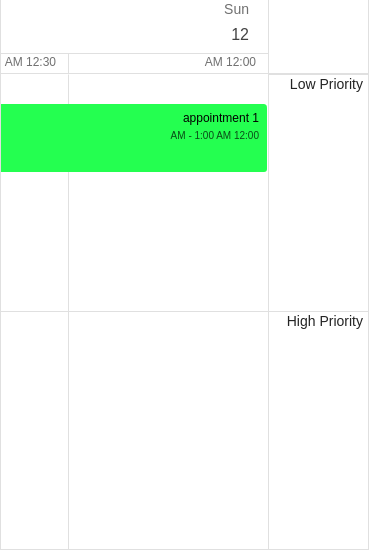 Sun
12
AM 12:00
AM 12:30
Low Priority
appointment 1
AM - 1:00 AM 12:00
High Priority